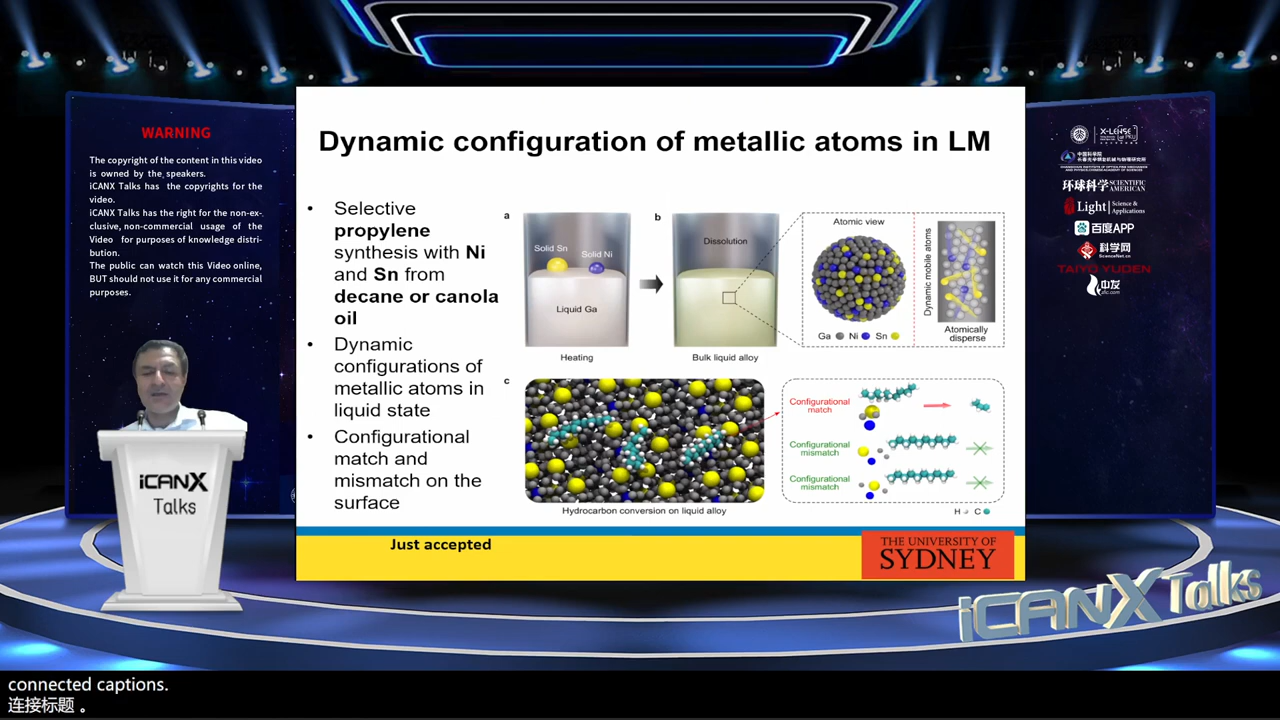 WARNING
The copyright of the content in this video
is owned by the speakers.
iCANX Talks has the copyrights for the
video.
iCANX Talks has the right for the non-ex-
clusive, non-commercial usage of the
Video for purposes of knowledge distri-
bution.
The public can watch this Video online,
BUT should not use it for any commercial
purposes.
iCANX
Talks
Dynamic configuration of metallic atoms in LM
• Selective
propylene
synthesis with Ni
and Sn from
decane or canola
oil
• Dynamic
configurations of
metallic atoms in
liquid state
• Configurational
match and
mismatch on the
surface
a
Solid Sn
Solid Ni
Liquid Ga
Heating
b
Dissolution
Bulk liquid alloy
Atomic view
Ga Ni Sn
Dynamic mobile atoms
Atomically
disperse
c
Hydrocarbon conversion on liquid alloy
Configurational
match
Configurational
mismatch
Configurational
mismatch
H C
Just accepted
THE UNIVERSITY OF
SYDNEY
X-LENSE
环球科学 SCIENTIFIC AMERICAN
Light Science & Applications
百度APP
科学网
ScienceNet.cn
TAIYO YUDEN
中友
iCANX Talks
connected captions.
连接标题 。